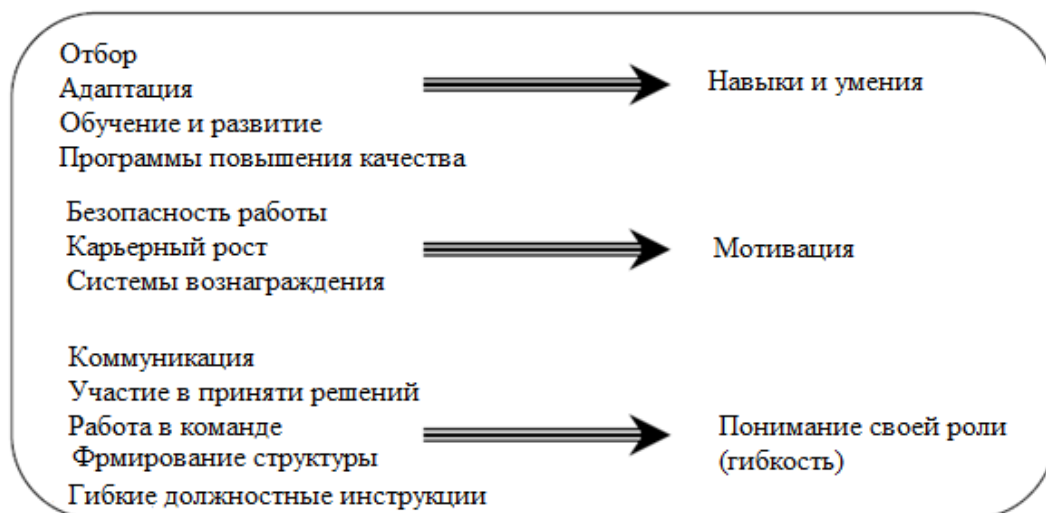 Отбор
Адаптация
Обучение и развитие
Программы повышения качества
Навыки и умения
Безопасность работы
Карьерный рост
Системы вознаграждения
Мотивация
Коммуникация
Участие в приняти решений
Работа в команде
Фрмирование структуры
Гибкие должностные инструкции
Понимание своей роли
(гибкость)